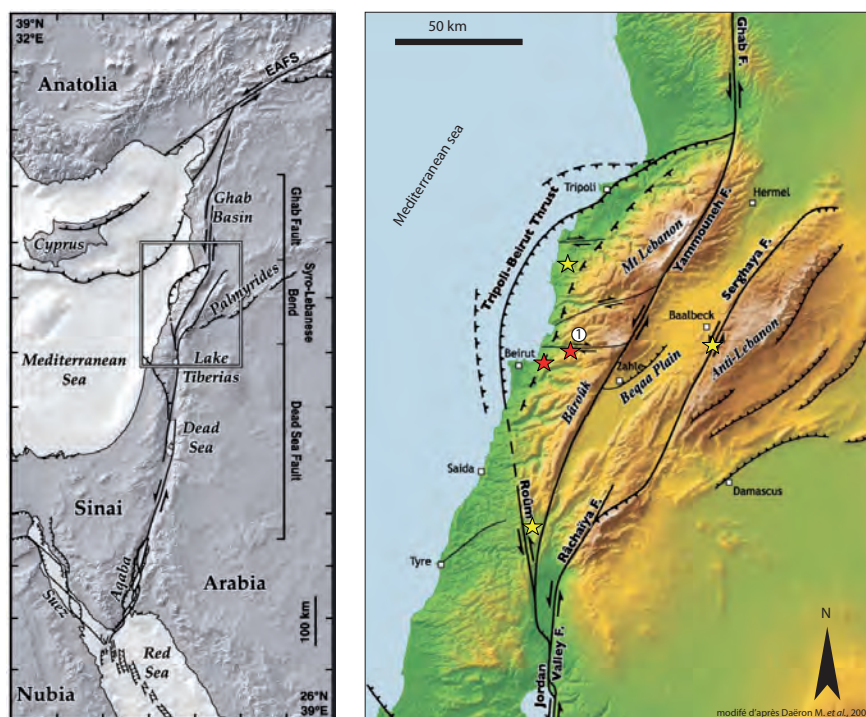 39°N
32°E
Anatolia
EAFS
Ghab
Basin
Cyprus
Palmyrides
Mediterranean
Sea
Lake
Tiberias
Dead
Sea
Sinai
Aqaba
Suez
Arabia
Red
Sea
Nubia
Ghab Fault
Syro-Lebanese
Bend
Dead Sea Fault
100 km
26°N
39°E
50 km
Mediterranean sea
Ghab F.
Tripoli
Hermel
Tripoli-Beirut Thrust
Mt Lebanon
Yammouneh F.
Serghaya F.
Baalbeck
1
Beirut
Zahle
Beqaa Plain
Anti-Lebanon
Bâroûk
Saida
Roûm
Damascus
Râchaïya F.
Tyre
Jordan
Valley F.
N
modifé d'après Daëron M. et al., 200